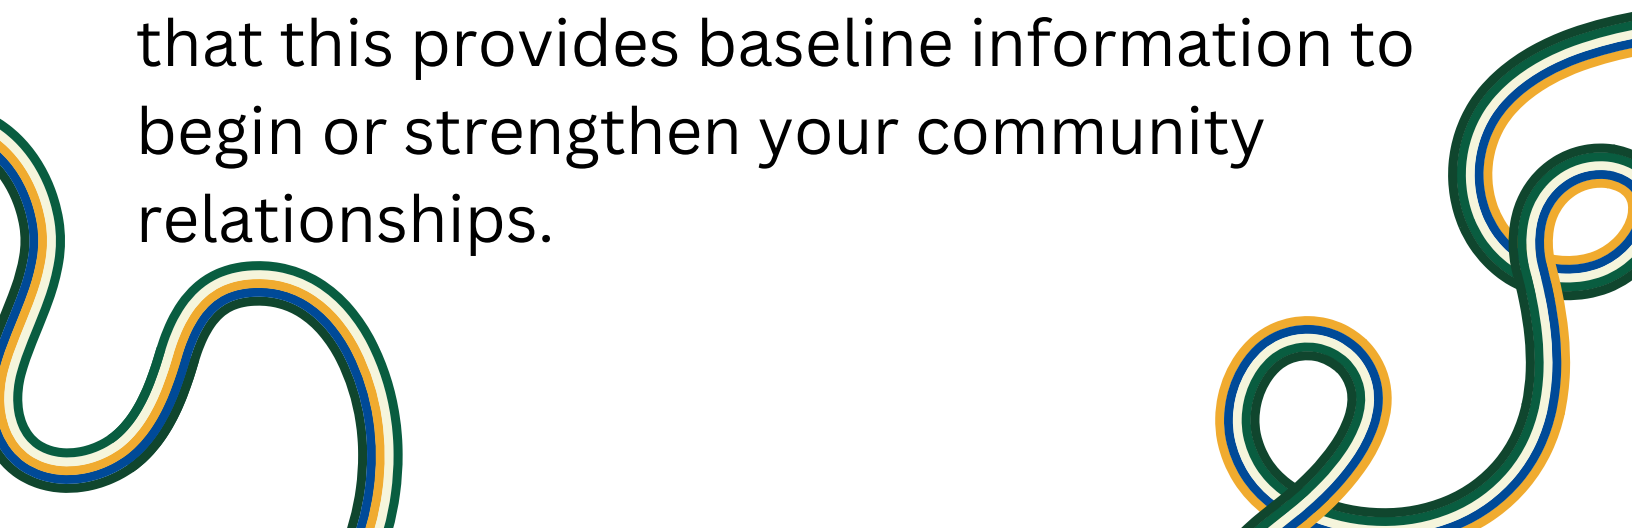 that this provides baseline information to
begin or strengthen your community
relationships.